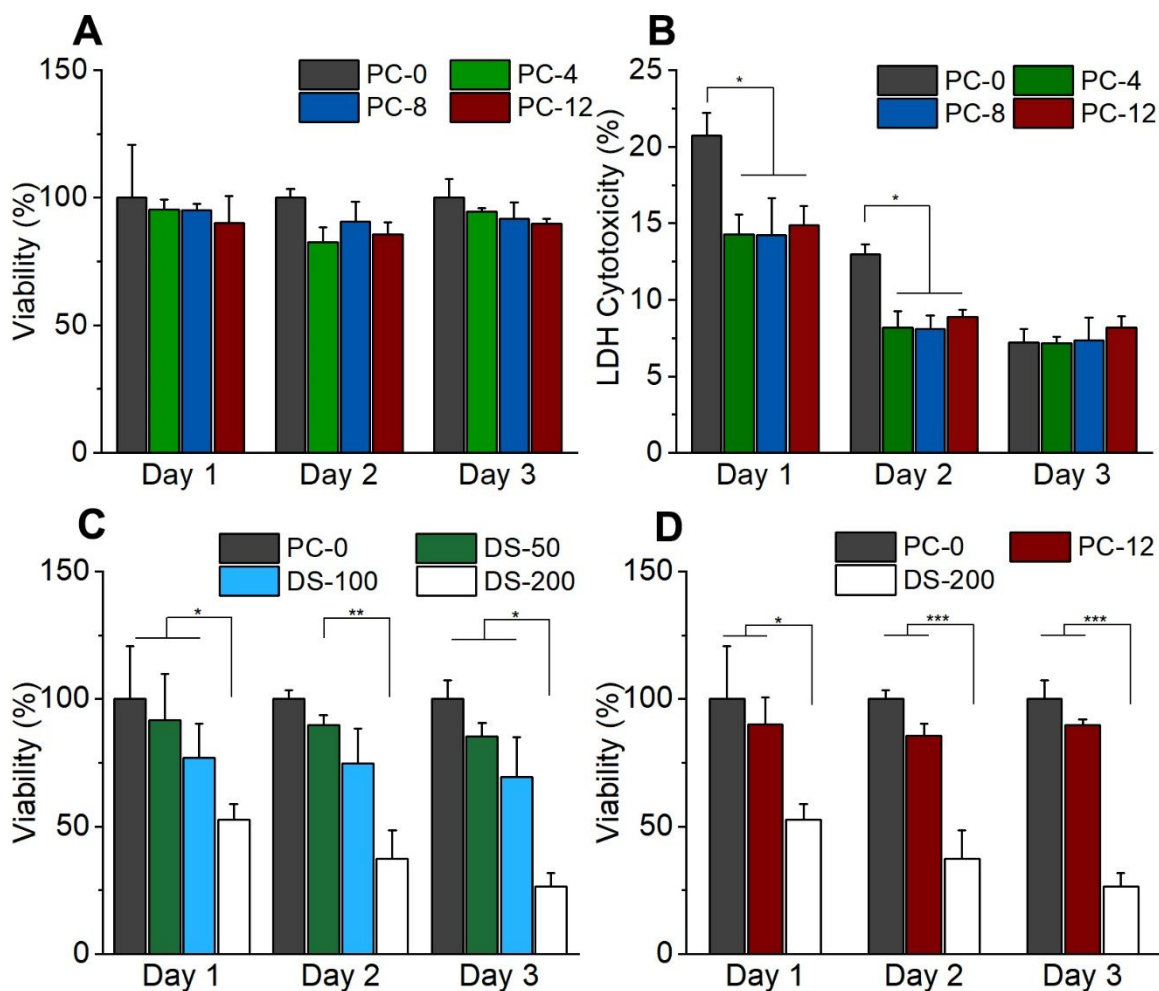 A
PC-0 PC-4
PC-8 PC-12
150
100
50
0
Viability (%)
Day 1 Day 2 Day 3
B
PC-0 PC-4
PC-8 PC-12
25
20
15
10
5
0
LDH Cytotoxicity (%)
*
*
Day 1 Day 2 Day 3
C
PC-0 DS-50
DS-100 DS-200
150
100
50
0
Viability (%)
* ** *
Day 1 Day 2 Day 3
D
PC-0 PC-12
DS-200
150
100
50
0
Viability (%)
* *** ***
Day 1 Day 2 Day 3